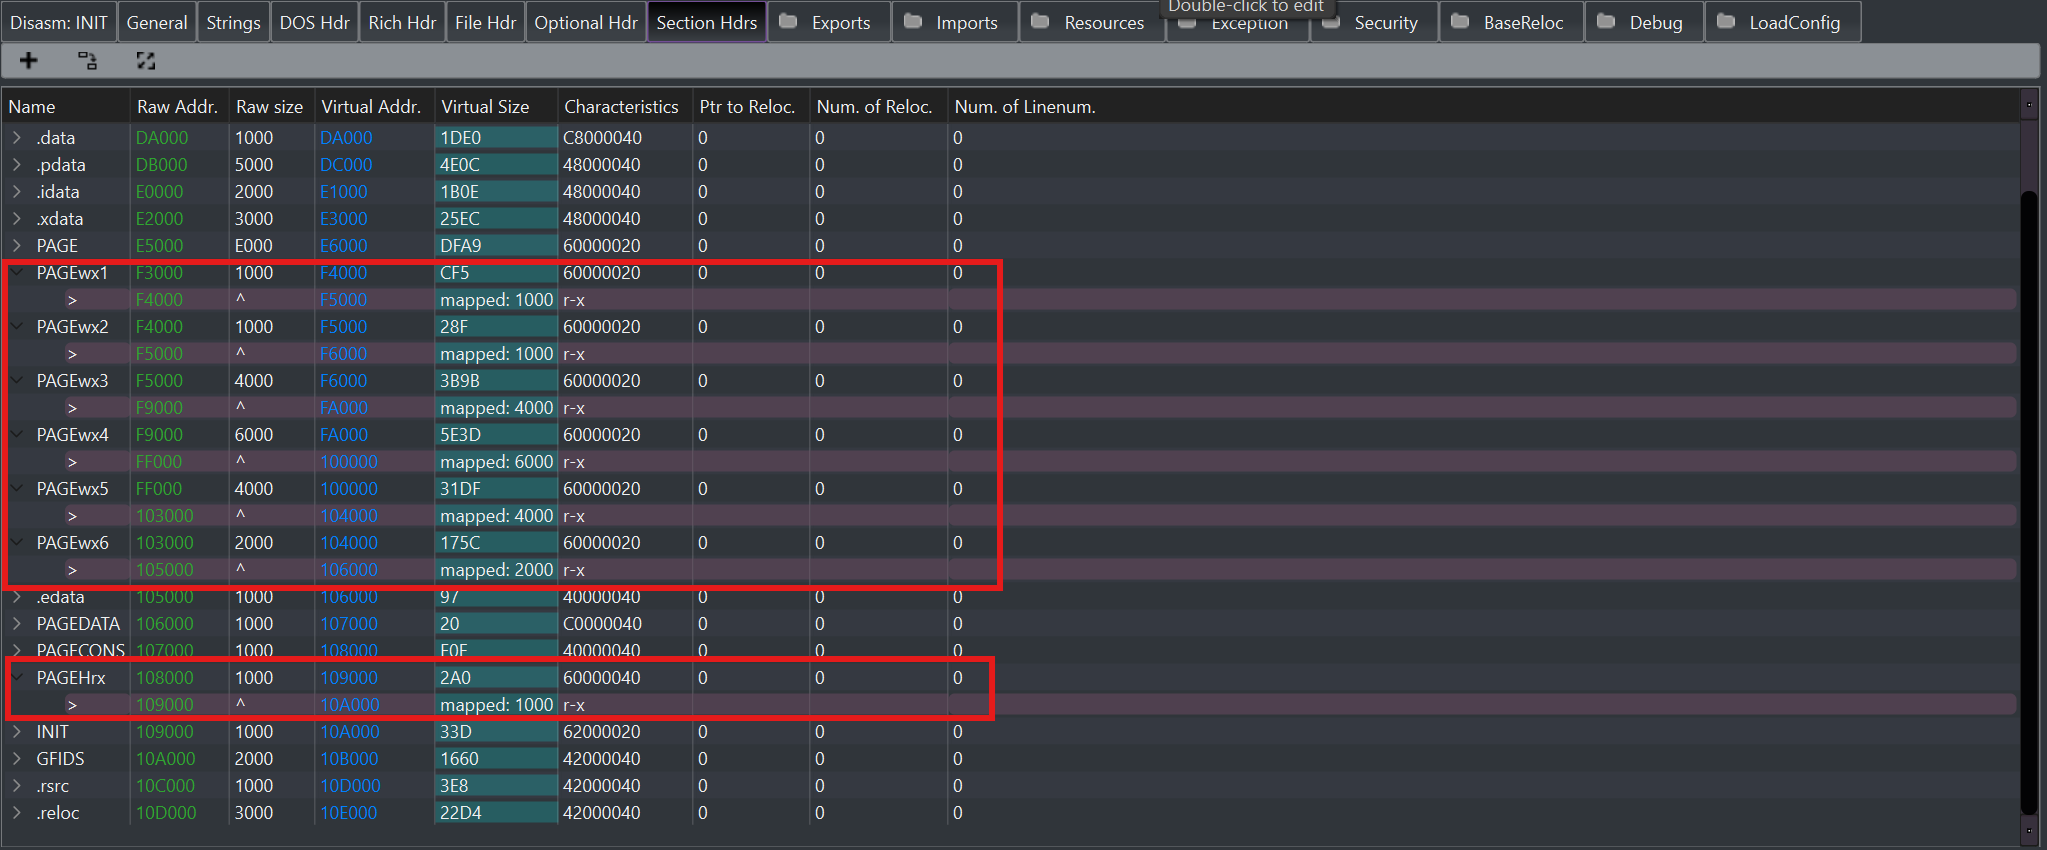 Double-click to edit
Disasm: INIT General Strings DOS Hdr Rich Hdr File Hdr Optional Hdr Section Hdrs Exports Imports Resources Exception Security BaseReloc Debug LoadConfig
Name Raw Addr. Raw size Virtual Addr. Virtual Size Characteristics Ptr to Reloc. Num. of Reloc. Num. of Linenum.
> .data DA000 1000 DA000 1DE0 C8000040 0 0 0
> .pdata DB000 5000 DC000 4E0C 48000040 0 0 0
> .idata E0000 2000 E1000 1B0E 48000040 0 0 0
> .xdata E2000 3000 E3000 25EC 48000040 0 0 0
> PAGE E5000 E000 E6000 DFA9 60000020 0 0 0
PAGEwx1 F3000 1000 F4000 CF5 60000020 0 0 0
> F4000 ^ F5000 mapped: 1000 r-x
PAGEwx2 F4000 1000 F5000 28F 60000020 0 0 0
> F5000 ^ F6000 mapped: 1000 r-x
PAGEwx3 F5000 4000 F6000 3B9B 60000020 0 0 0
> F9000 ^ FA000 mapped: 4000 r-x
PAGEwx4 F9000 6000 FA000 5E3D 60000020 0 0 0
> FF000 ^ 100000 mapped: 6000 r-x
PAGEwx5 FF000 4000 100000 31DF 60000020 0 0 0
> 103000 ^ 104000 mapped: 4000 r-x
PAGEwx6 103000 2000 104000 175C 60000020 0 0 0
> 105000 ^ 106000 mapped: 2000 r-x
> .edata 105000 1000 106000 97 40000040 0 0 0
> PAGEDATA 106000 1000 107000 20 C0000040 0 0 0
> PAGECONS 107000 1000 108000 40000040 0 0 0
PAGEHrx 108000 1000 109000 2A0 60000040 0 0 0
> 109000 ^ 10A000 mapped: 1000 r-x
> INIT 109000 1000 10A000 33D 62000020 0 0 0
> GFIDS 10A000 2000 10B000 1660 42000040 0 0 0
> .rsrc 10C000 1000 10D000 3E8 42000040 0 0 0
> .reloc 10D000 3000 10E000 22D4 42000040 0 0 0